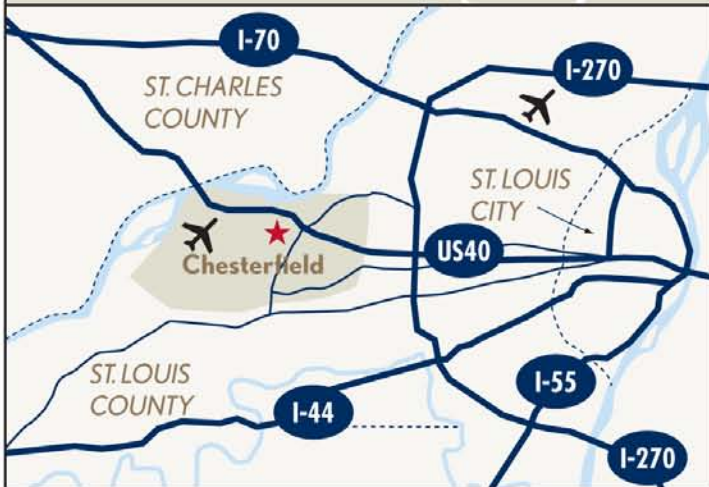 I-70
I-270
ST. CHARLES
COUNTY
ST. LOUIS
CITY
US40
Chesterfield
ST. LOUIS
COUNTY
I-55
I-44
I-270